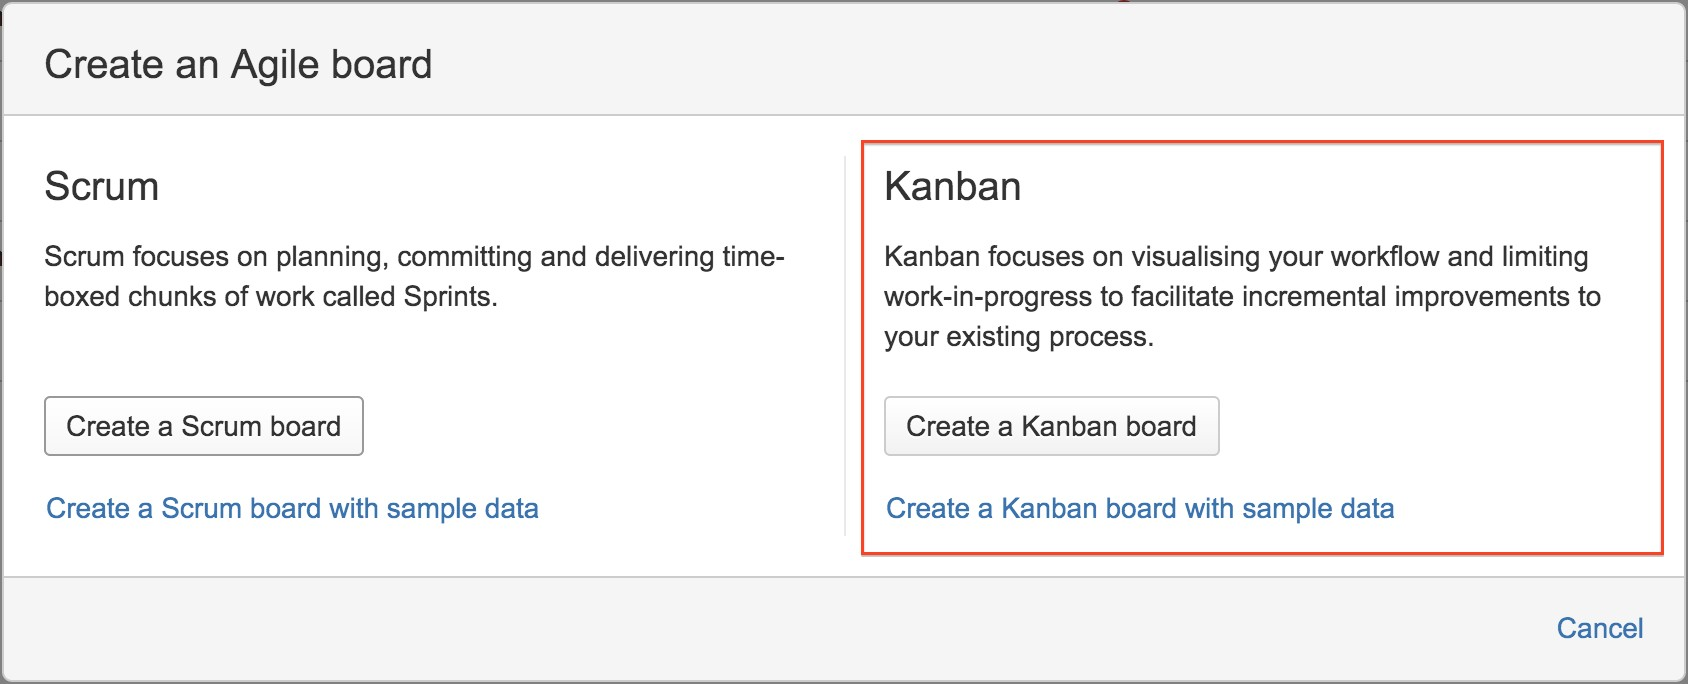 Create an Agile board
Scrum
Scrum focuses on planning, committing and delivering time-
boxed chunks of work called Sprints.
Create a Scrum board
Create a Scrum board with sample data
Kanban
Kanban focuses on visualising your workflow and limiting
work-in-progress to facilitate incremental improvements to
your existing process.
Create a Kanban board
Create a Kanban board with sample data
Cancel